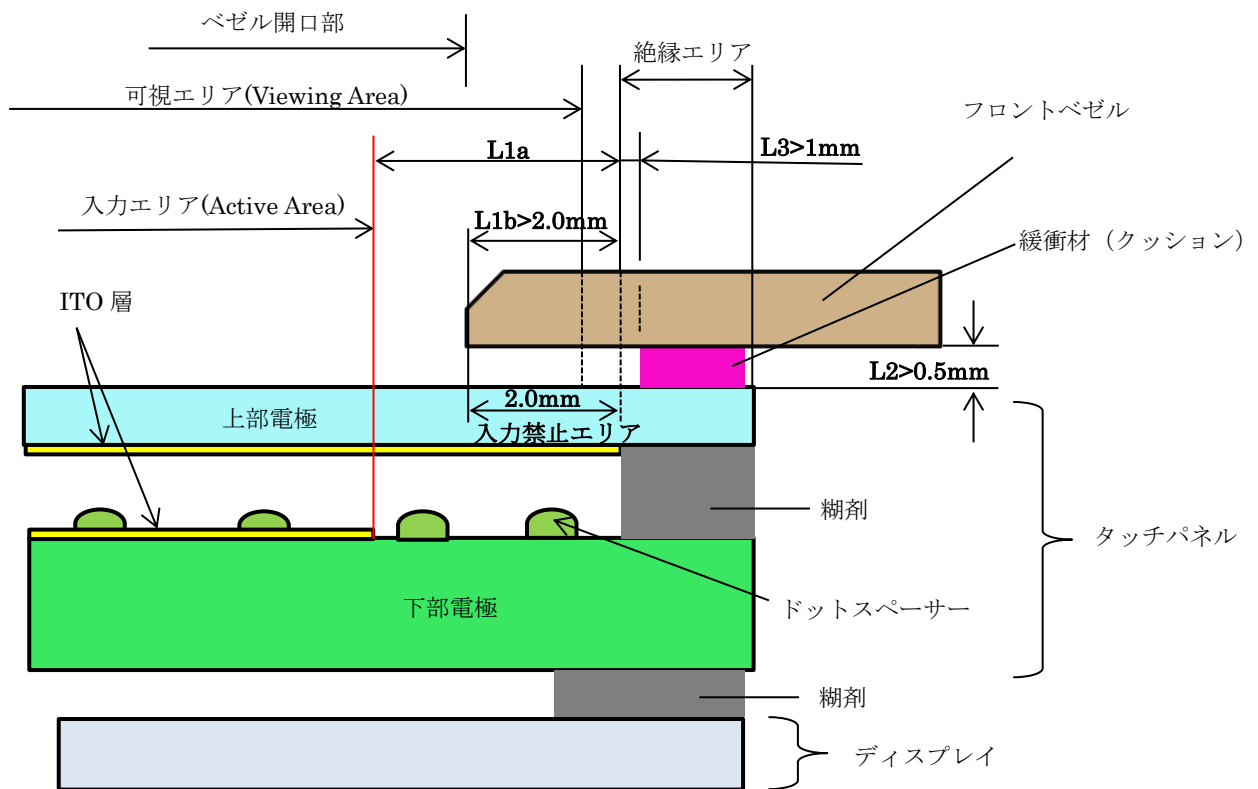 ベゼル開口部
絶縁エリア
可視エリア(Viewing Area)
フロントベゼル
L1a
L3>1mm
入力エリア(Active Area)
L1b>2.0mm
緩衝材（クッション）
ITO 層
L2>0.5mm
2.0mm
上部電極
入力禁止エリア
糊剤
タッチパネル
下部電極
ドットスペーサー
糊剤
ディスプレイ